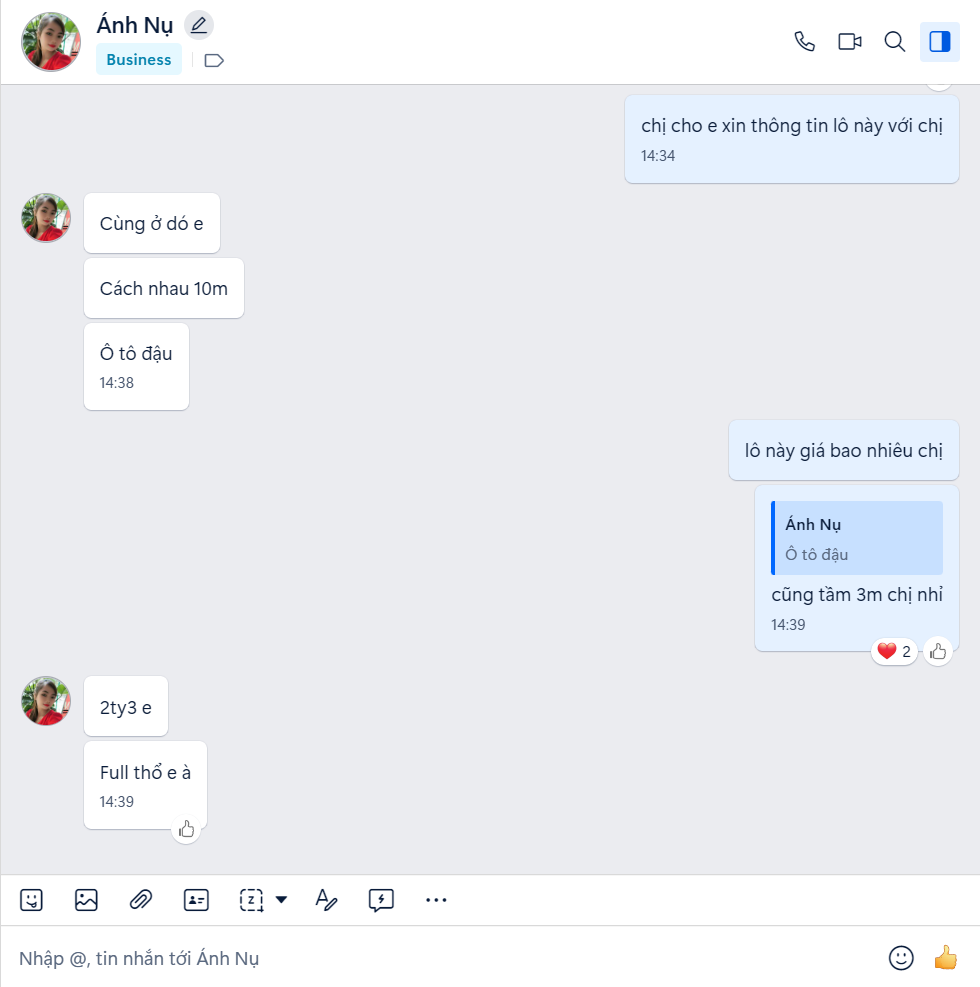 Ánh Nụ
Business
chị cho e xin thông tin lô này với chị
14:34
Cùng ở dó e
Cách nhau 10m
Ô tô đậu
14:38
lô này giá bao nhiêu chị
Ánh Nụ
Ô tô đậu
cũng tầm 3m chị nhỉ
14:39
2
2ty3 e
Full thổ e à
14:39
Nhập @, tin nhắn tới Ánh Nụ